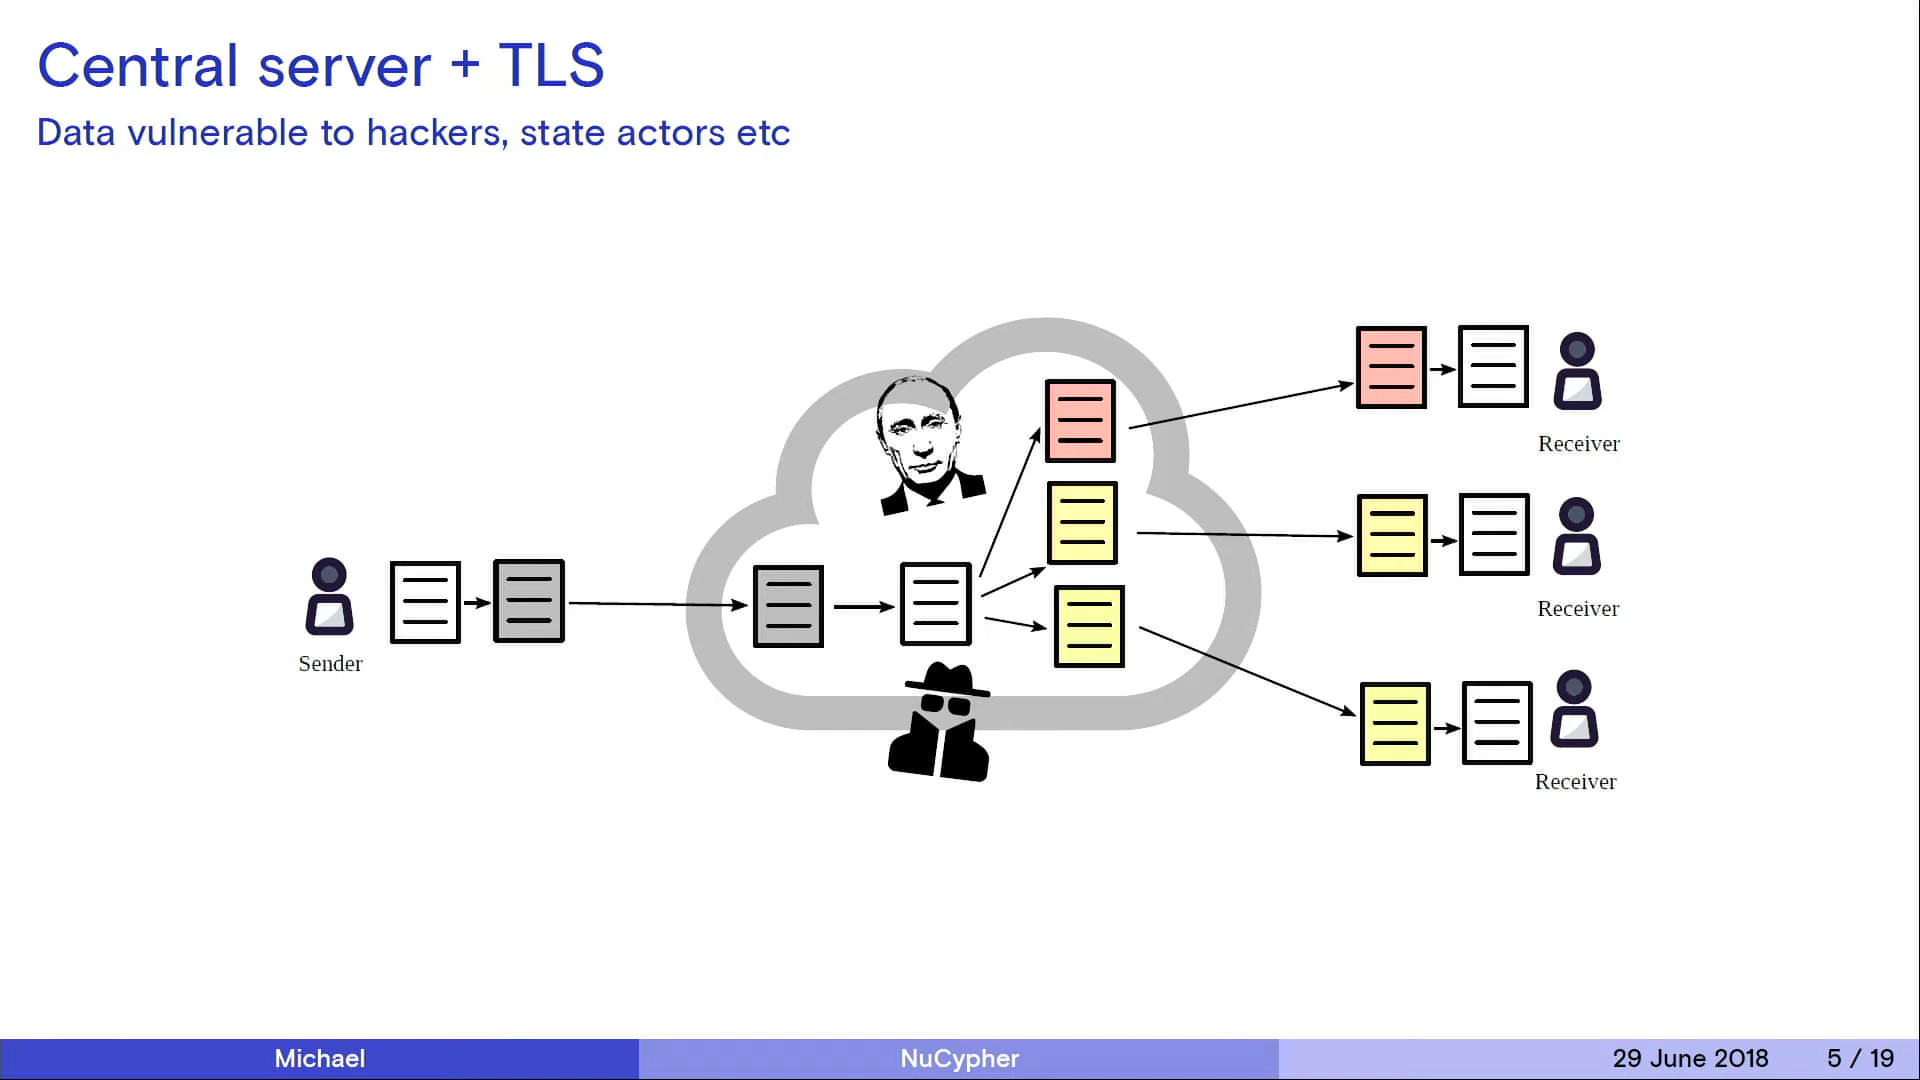 Central server + TLS
Data vulnerable to hackers, state actors etc
Receiver
Receiver
Sender
Receiver
Michael
NuCypher
29 June 2018
5 / 19